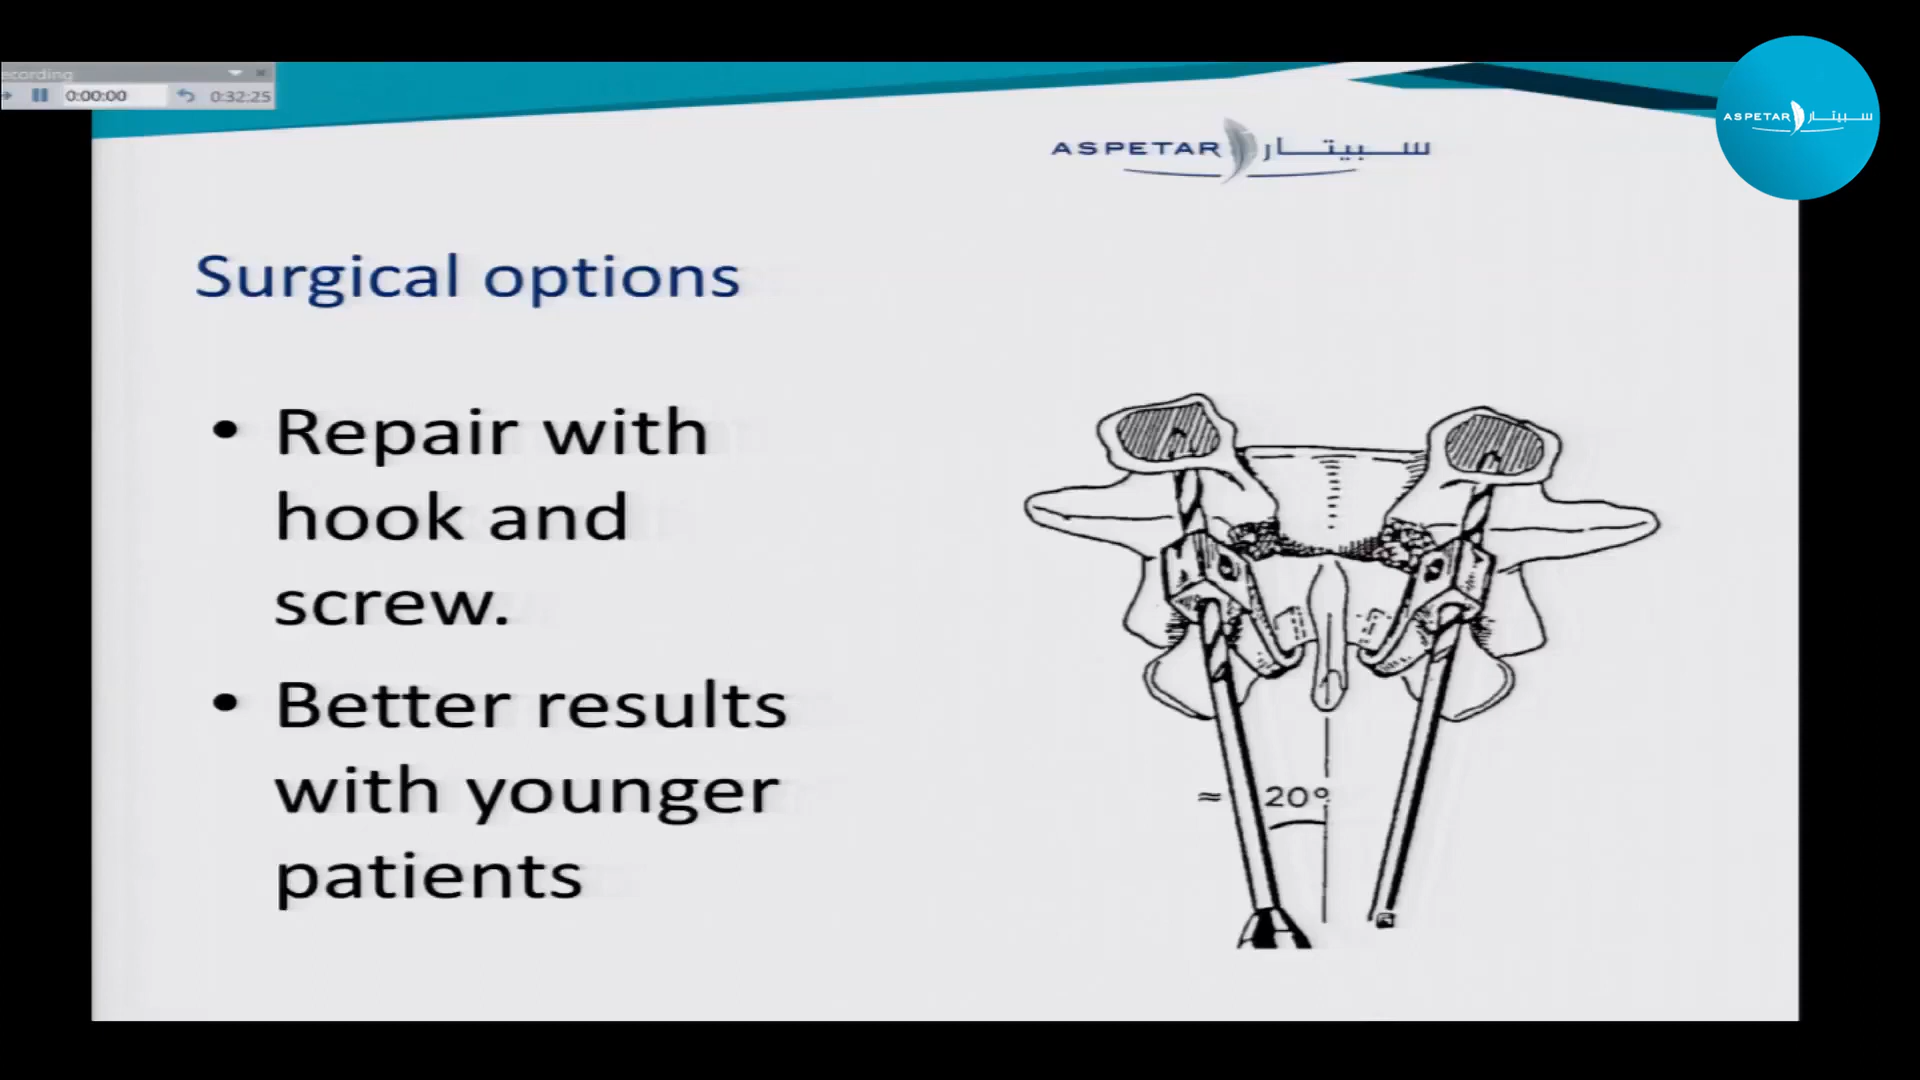 ecording
0:00:00 0:32:25
ASPETAR سبيتار
ASPETAR سبيتار
Surgical options
• Repair with
hook and
screw.
• Better results
with younger
patients
≈ 20°